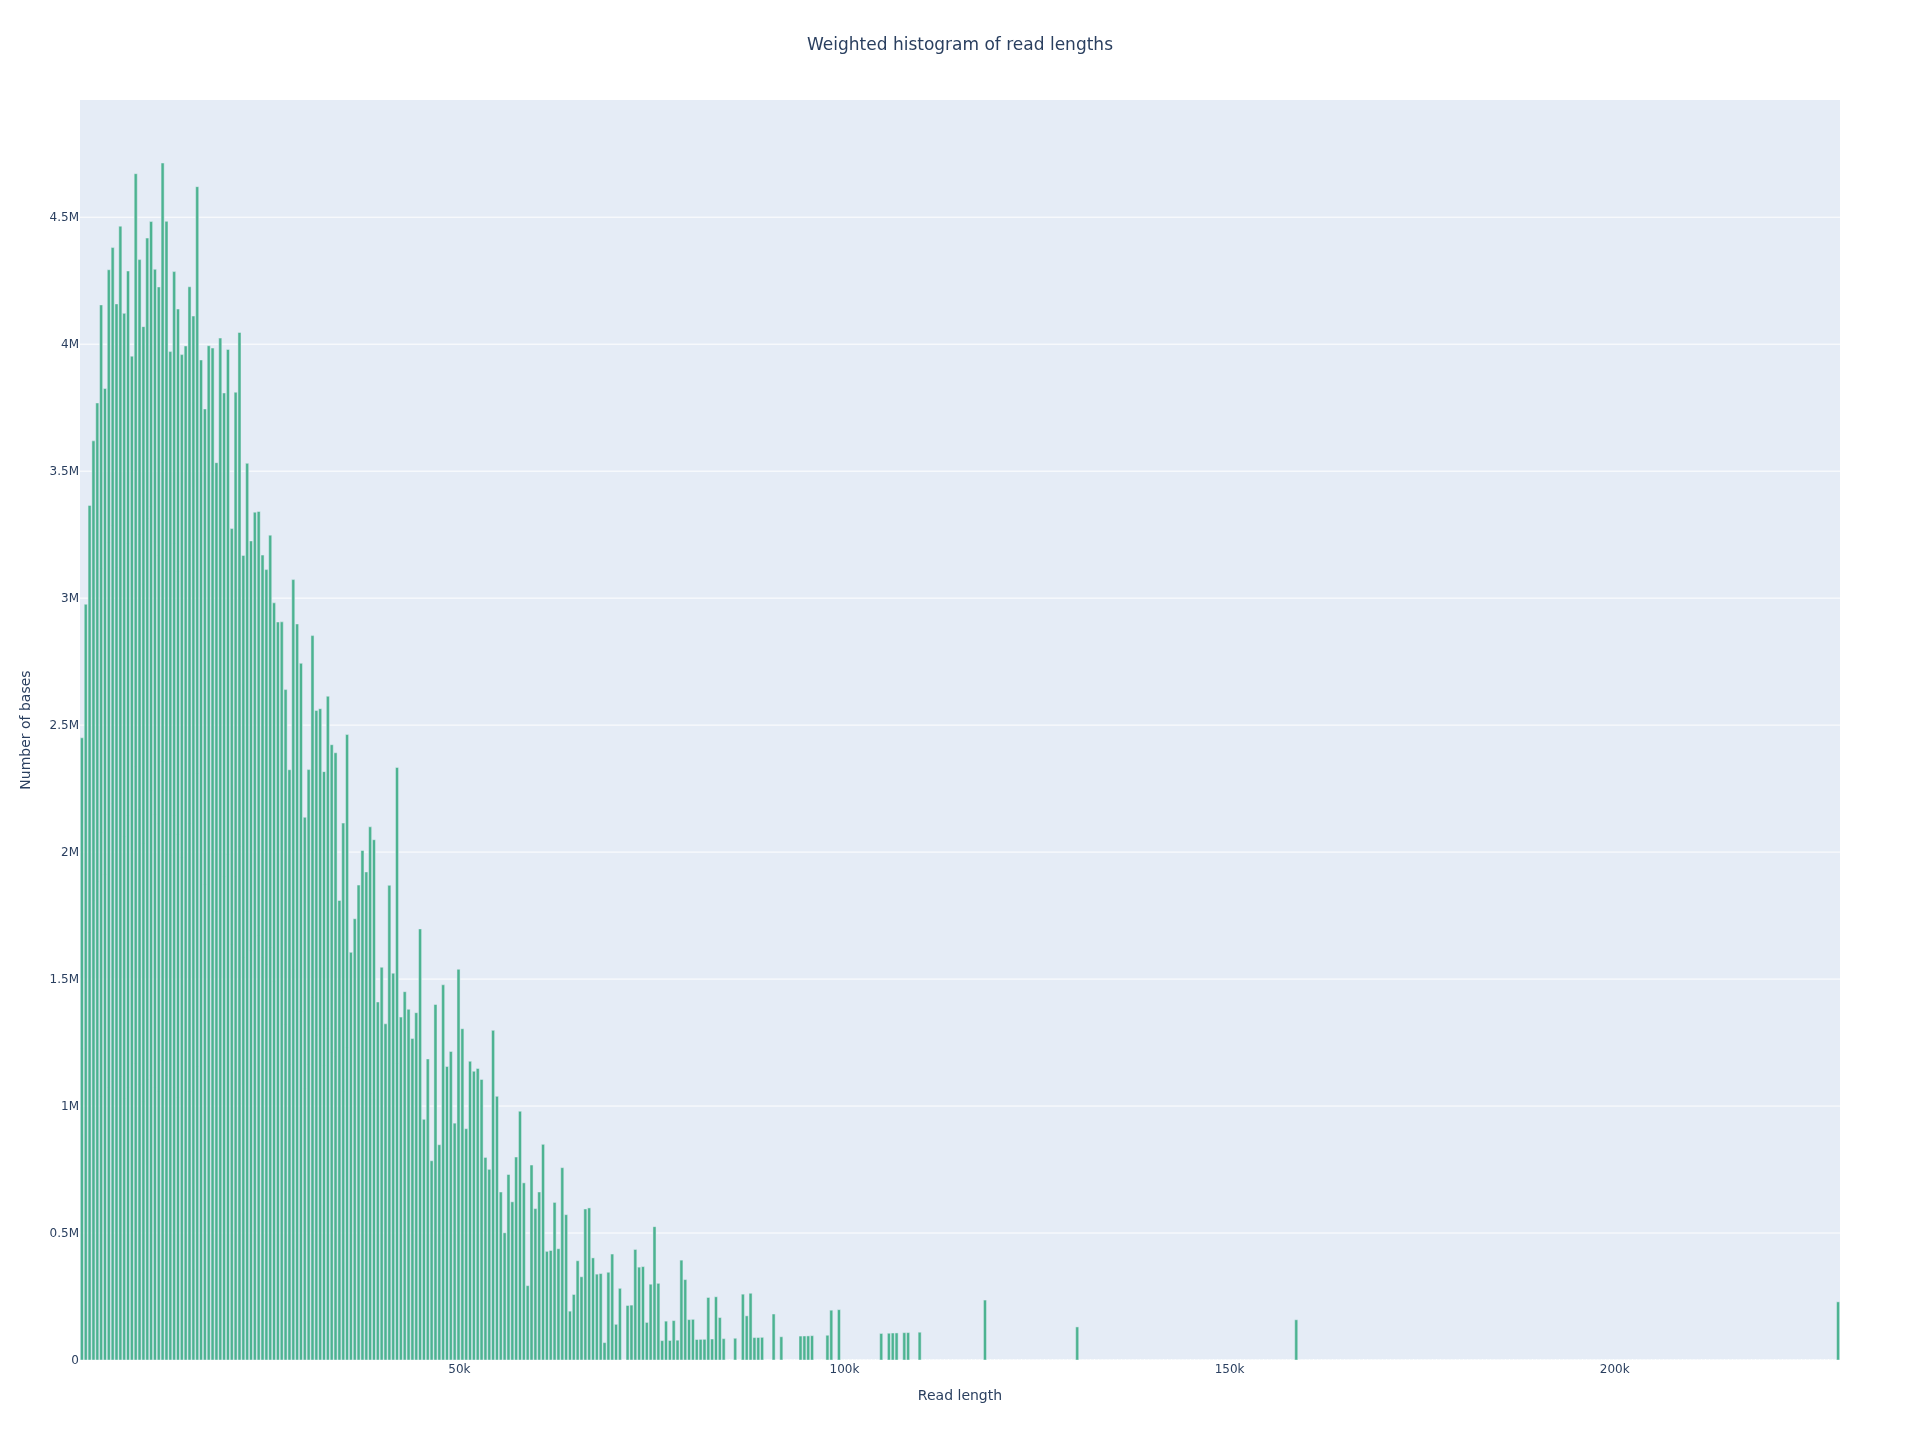 Weighted histogram of read lengths
4.5M
4M
3.5M
3M
2.5M
2M
1.5M
1M
0.5M
0
Number of bases
50k
100k
150k
200k
Read length